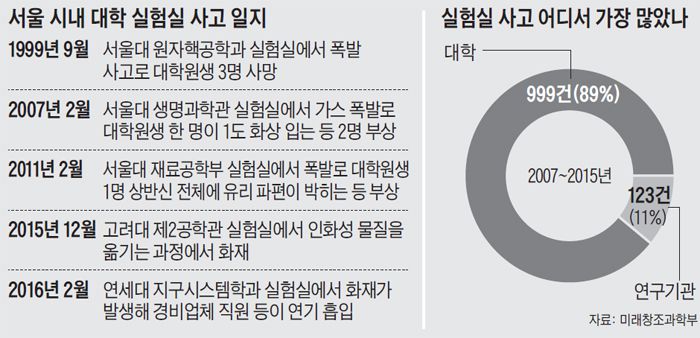 서울 시내 대학 실험실 사고 일지
1999년 9월 서울대 원자핵공학과 실험실에서 폭발
사고로 대학원생 3명 사망
2007년 2월 서울대 생명과학관 실험실에서 가스 폭발로
대학원생 한 명이 1도 화상 입는 등 2명 부상
2011년 2월 서울대 재료공학부 실험실에서 폭발로 대학원생
1명 상반신 전체에 유리 파편이 박히는 등 부상
2015년 12월 고려대 제2공학관 실험실에서 인화성 물질을
옮기는 과정에서 화재
2016년 2월 연세대 지구시스템학과 실험실에서 화재가
발생해 경비업체 직원 등이 연기 흡입
실험실 사고 어디서 가장 많았나
대학
999건(89%)
2007~2015년
123건
(11%)
연구기관
자료: 미래창조과학부